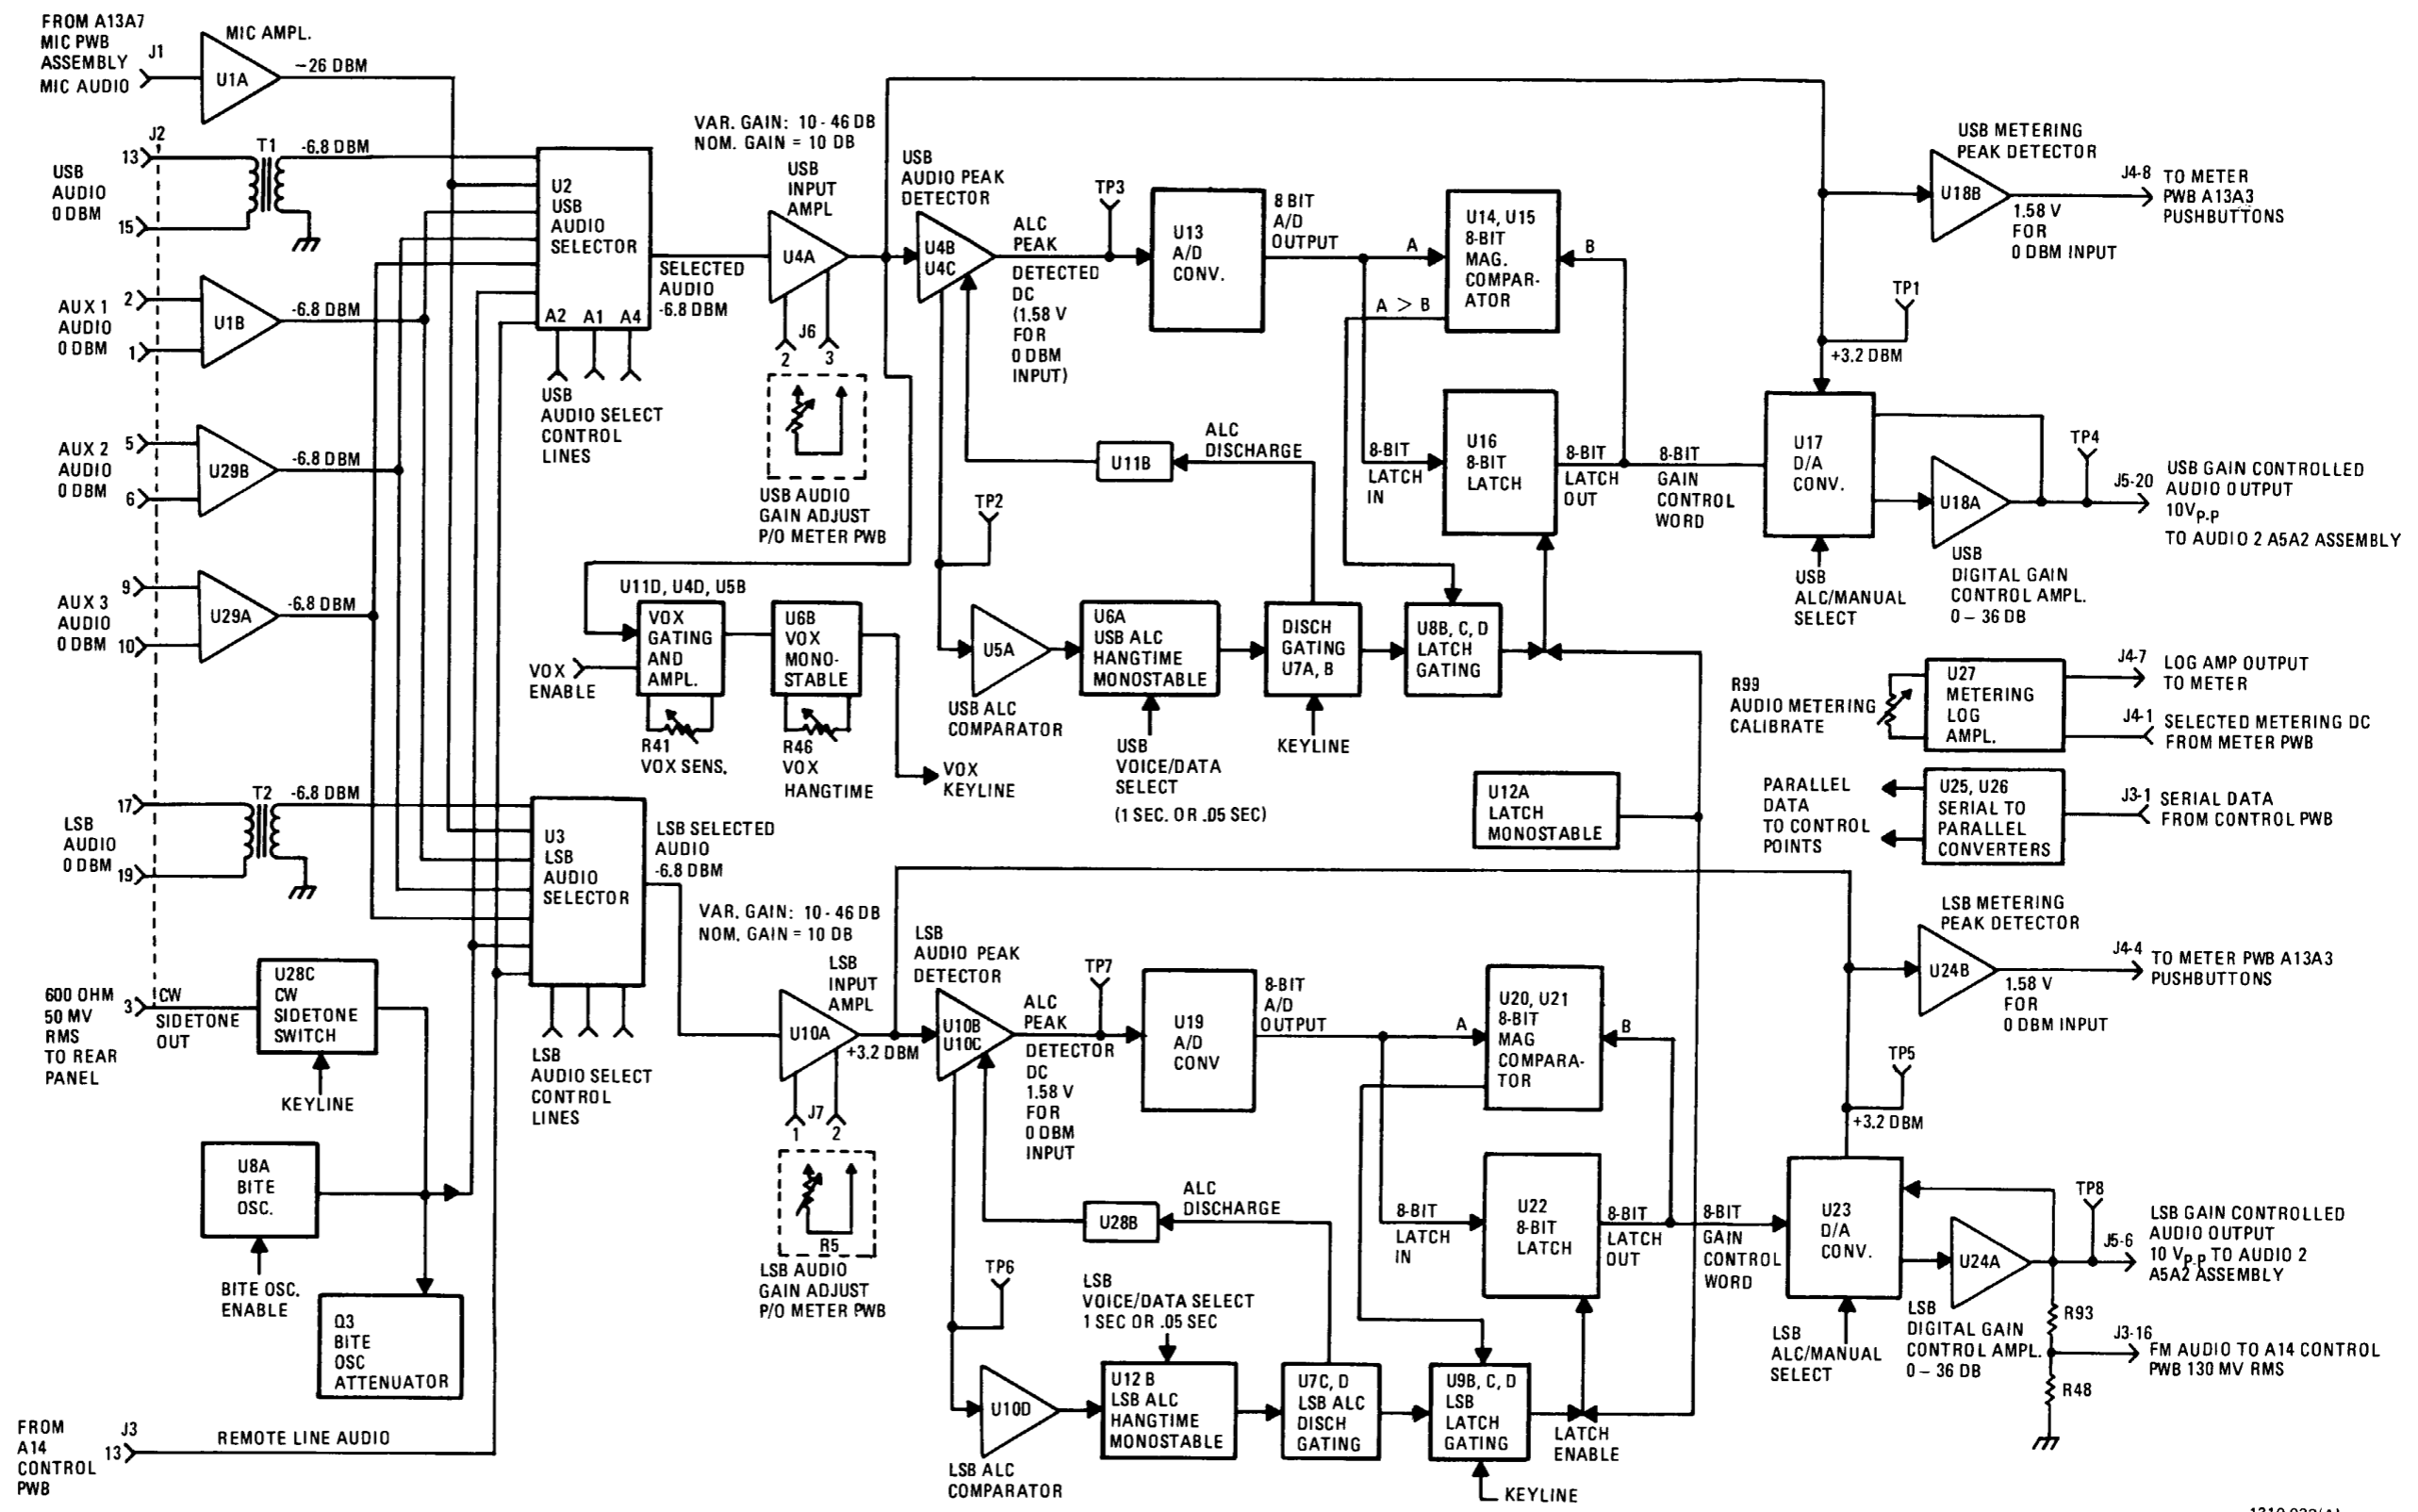 FROM A13A7
MIC PWB
ASSEMBLY
MIC AUDIO
J1
MIC AMPL.
U1A
−26 DBM
J2
13
USB
AUDIO
0 DBM
15
T1
-6.8 DBM
AUX 1
AUDIO
0 DBM
2
1
U1B
-6.8 DBM
AUX 2
AUDIO
0 DBM
5
6
U29B
-6.8 DBM
AUX 3
AUDIO
0 DBM
9
10
U29A
-6.8 DBM
U2
USB
AUDIO
SELECTOR
A2 A1 A4
USB
AUDIO SELECT
CONTROL
LINES
SELECTED
AUDIO
-6.8 DBM
VAR. GAIN: 10 - 46 DB
NOM. GAIN = 10 DB
USB
INPUT
AMPL
U4A
J6
2 3
USB AUDIO
GAIN ADJUST
P/O METER PWB
USB
AUDIO PEAK
DETECTOR
U4B
U4C
ALC
PEAK
DETECTED
DC
(1.58 V
FOR
0 DBM
INPUT)
TP3
U13
A/D
CONV.
8 BIT
A/D
OUTPUT
A
A > B
U14, U15
8-BIT
MAG.
COMPAR-
ATOR
B
U16
8-BIT
LATCH
8-BIT
LATCH
IN
8-BIT
LATCH
OUT
8-BIT
GAIN
CONTROL
WORD
ALC
DISCHARGE
U11B
TP2
U5A
USB ALC
COMPARATOR
U6A
USB ALC
HANGTIME
MONOSTABLE
USB
VOICE/DATA
SELECT
(1 SEC. OR .05 SEC)
DISCH
GATING
U7A, B
KEYLINE
U8B, C, D
LATCH
GATING
U11D, U4D, U5B
VOX
GATING
AND
AMPL.
VOX
ENABLE
R41
VOX SENS.
U6B
VOX
MONO-
STABLE
R46
VOX
HANGTIME
VOX
KEYLINE
USB METERING
PEAK DETECTOR
U18B
1.58 V
FOR
0 DBM INPUT
J4-8
TO METER
PWB A13A3
PUSHBUTTONS
TP1
+3.2 DBM
U17
D/A
CONV.
USB
ALC/MANUAL
SELECT
U18A
USB
DIGITAL GAIN
CONTROL AMPL.
0 – 36 DB
TP4
J5-20
USB GAIN CONTROLLED
AUDIO OUTPUT
10VP-P
TO AUDIO 2 A5A2 ASSEMBLY
R99
AUDIO METERING
CALIBRATE
U27
METERING
LOG
AMPL.
J4-7
LOG AMP OUTPUT
TO METER
J4-1
SELECTED METERING DC
FROM METER PWB
PARALLEL
DATA
TO CONTROL
POINTS
U25, U26
SERIAL TO
PARALLEL
CONVERTERS
J3-1
SERIAL DATA
FROM CONTROL PWB
U12A
LATCH
MONOSTABLE
17
LSB
AUDIO
0 DBM
19
T2
-6.8 DBM
U3
LSB
AUDIO
SELECTOR
LSB
AUDIO SELECT
CONTROL
LINES
LSB SELECTED
AUDIO
-6.8 DBM
600 OHM
50 MV
RMS
TO REAR
PANEL
3
CW
SIDETONE
OUT
U28C
CW
SIDETONE
SWITCH
KEYLINE
U8A
BITE
OSC.
BITE OSC.
ENABLE
Q3
BITE
OSC
ATTENUATOR
FROM
A14
CONTROL
PWB
J3
13
REMOTE LINE AUDIO
VAR. GAIN: 10 - 46 DB
NOM. GAIN = 10 DB
LSB
INPUT
AMPL
U10A
+3.2 DBM
J7
1 2
R5
LSB AUDIO
GAIN ADJUST
P/O METER PWB
LSB
AUDIO PEAK
DETECTOR
U10B
U10C
ALC
PEAK
DETECTOR
DC
1.58 V
FOR
0 DBM
INPUT
TP7
U19
A/D
CONV
8-BIT
A/D
OUTPUT
A
U20, U21
8-BIT
MAG
COMPARA-
TOR
B
U22
8-BIT
LATCH
8-BIT
LATCH
IN
8-BIT
LATCH
OUT
8-BIT
GAIN
CONTROL
WORD
ALC
DISCHARGE
U28B
TP6
LSB
VOICE/DATA SELECT
1 SEC OR .05 SEC
U10D
LSB ALC
COMPARATOR
U12 B
LSB ALC
HANGTIME
MONOSTABLE
U7C, D
LSB ALC
DISCH
GATING
U9B, C, D
LSB
LATCH
GATING
KEYLINE
LATCH
ENABLE
LSB METERING
PEAK DETECTOR
U24B
1.58 V
FOR
0 DBM INPUT
J4-4
TO METER PWB A13A3
PUSHBUTTONS
TP5
+3.2 DBM
U23
D/A
CONV.
LSB
ALC/MANUAL
SELECT
U24A
LSB
DIGITAL GAIN
CONTROL AMPL.
0 – 36 DB
TP8
J5-6
LSB GAIN CONTROLLED
AUDIO OUTPUT
10 VP-P TO AUDIO 2
A5A2 ASSEMBLY
R93
J3-16
FM AUDIO TO A14 CONTROL
PWB 130 MV RMS
R48